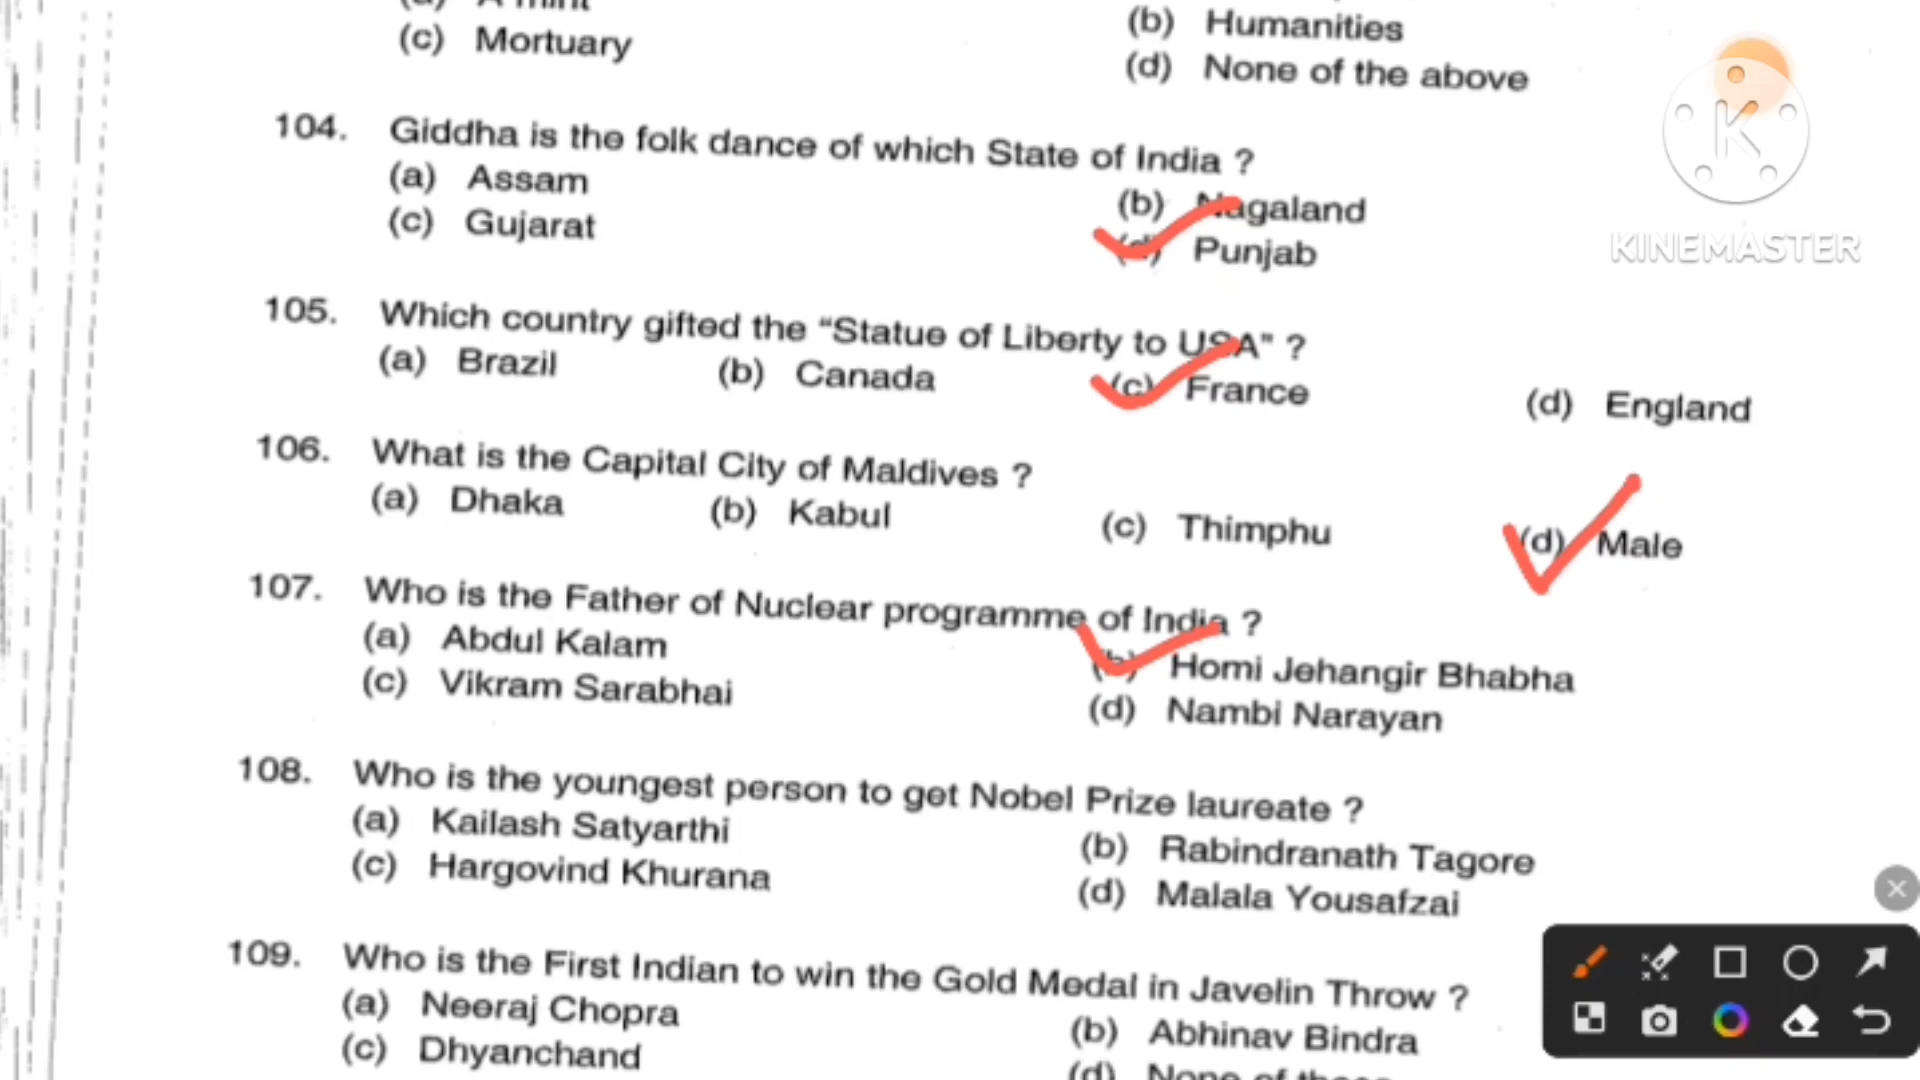 (a) A mint
(c) Mortuary
(b) Humanities
(d) None of the above
104. Giddha is the folk dance of which State of India ?
(a) Assam
(b) Nagaland
(c) Gujarat
(d) Punjab
105. Which country gifted the “Statue of Liberty to USA” ?
(a) Brazil (b) Canada (c) France (d) England
106. What is the Capital City of Maldives ?
(a) Dhaka (b) Kabul (c) Thimphu (d) Male
107. Who is the Father of Nuclear programme of India ?
(a) Abdul Kalam
(b) Homi Jehangir Bhabha
(c) Vikram Sarabhai
(d) Nambi Narayan
108. Who is the youngest person to get Nobel Prize laureate ?
(a) Kailash Satyarthi
(b) Rabindranath Tagore
(c) Hargovind Khurana
(d) Malala Yousafzai
109. Who is the First Indian to win the Gold Medal in Javelin Throw ?
(a) Neeraj Chopra
(b) Abhinav Bindra
(c) Dhyanchand
(d) None of these
K
KINEMASTER